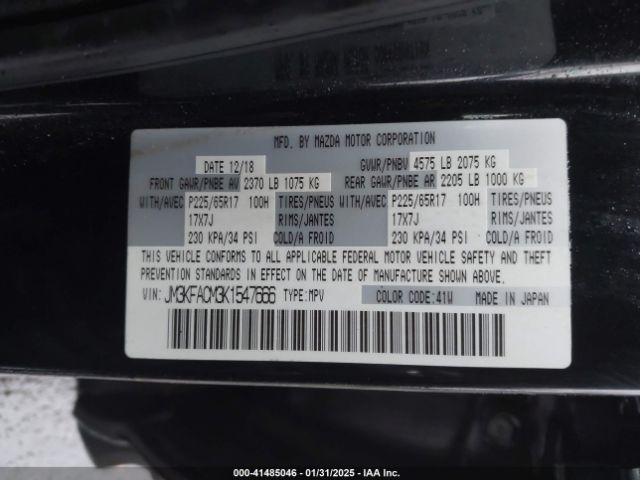 MFD. BY MAZDA MOTOR CORPORATION
DATE 12/18 GVWR/PNBV 4575 LB 2075 KG
FRONT GAWR/PNBE AV 2370 LB 1075 KG REAR GAWR/PNBE AR 2205 LB 1000 KG
WITH/AVEC P225/65R17 100H TIRES/PNEUS WITH/AVEC P225/65R17 100H TIRES/PNEUS
17X7J RIMS/JANTES 17X7J RIMS/JANTES
230 KPA/34 PSI COLD/A FROID 230 KPA/34 PSI COLD/A FROID
THIS VEHICLE CONFORMS TO ALL APPLICABLE FEDERAL MOTOR VEHICLE SAFETY AND THEFT
PREVENTION STANDARDS IN EFFECT ON THE DATE OF MANUFACTURE SHOWN ABOVE.
VIN: JM3KFACM3K1547666 TYPE:MPV COLOR CODE:41W MADE IN JAPAN
000-41485046 - 01/31/2025 - IAA Inc.